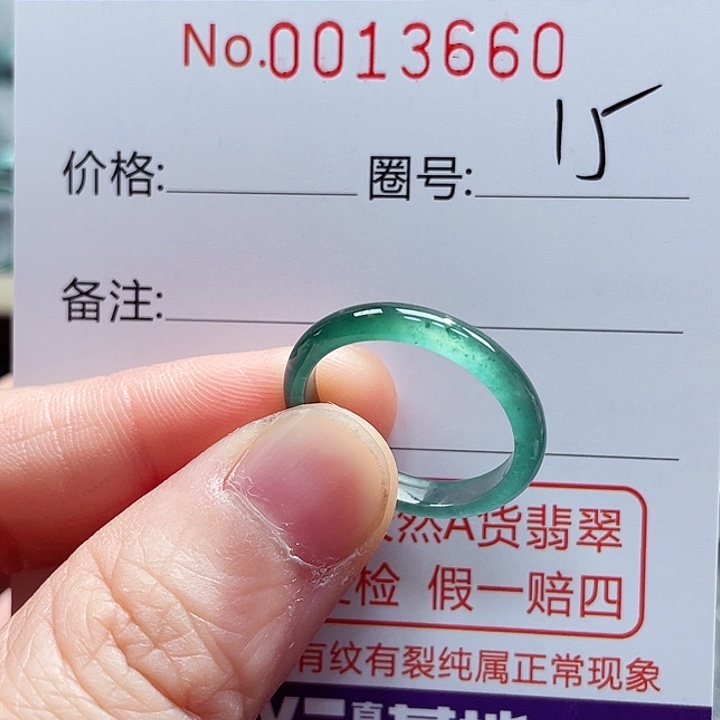 No.0013660
价格: 圈号: 15
备注:
然A货翡翠
检 假一赔四
有纹有裂纯属正常现象